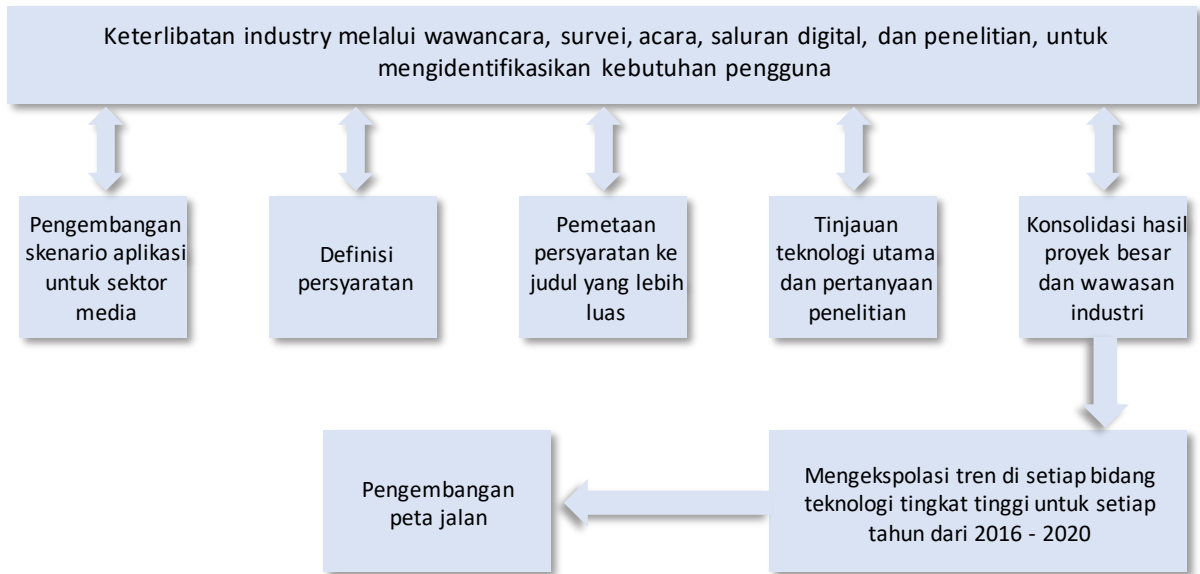 Keterlibatan industry melalui wawancara, survei, acara, saluran digital, dan penelitian, untuk
mengidentifikasikan kebutuhan pengguna
Pengembangan
skenario aplikasi
untuk sektor
media
Definisi
persyaratan
Pemetaan
persyaratan ke
judul yang lebih
luas
Tinjauan
teknologi utama
dan pertanyaan
penelitian
Konsolidasi hasil
proyek besar
dan wawasan
industri
Pengembangan
peta jalan
Mengekspolasi tren di setiap bidang
teknologi tingkat tinggi untuk setiap
tahun dari 2016 - 2020